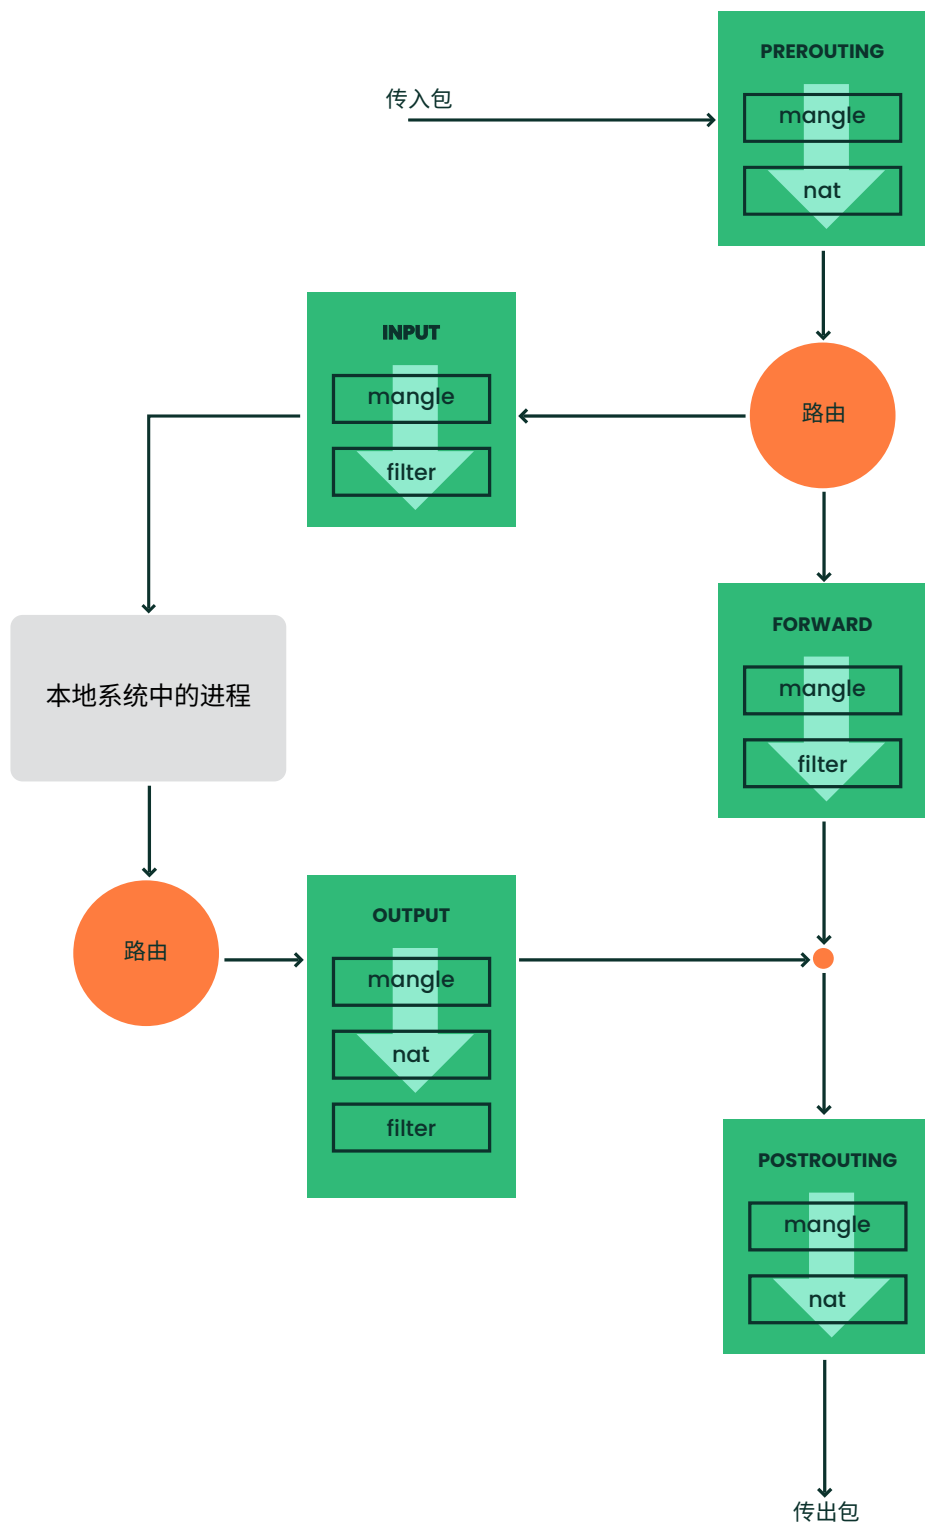 PREROUTING
传入包
mangle
nat
INPUT
mangle
filter
路由
本地系统中的进程
FORWARD
mangle
filter
路由
OUTPUT
mangle
nat
filter
POSTROUTING
mangle
nat
传出包